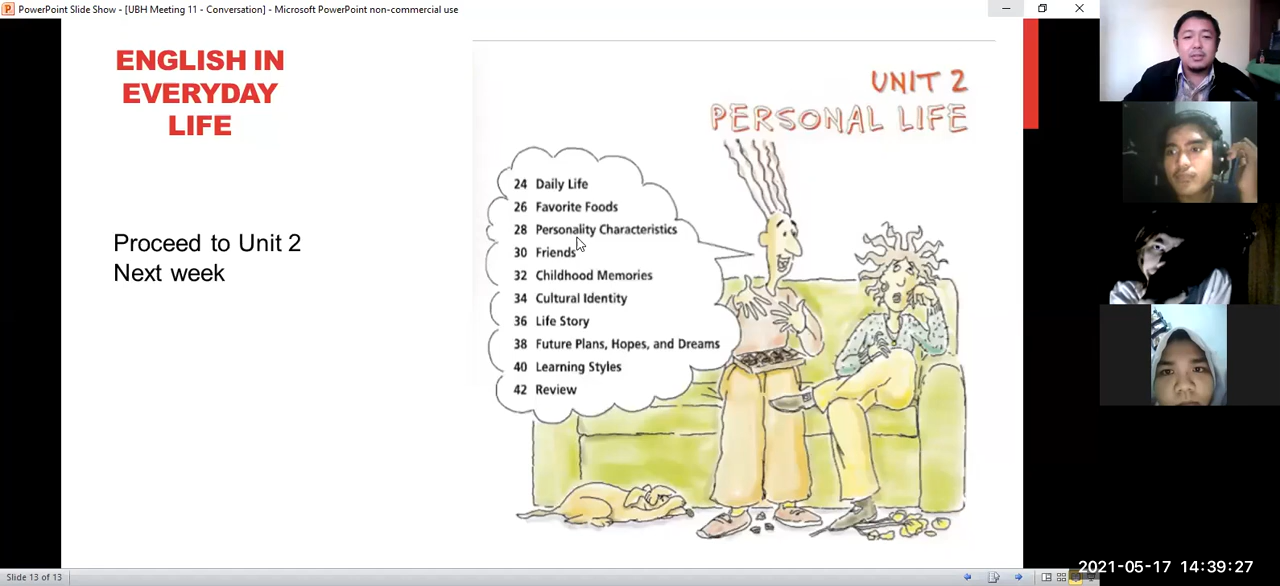 PowerPoint Slide Show - [UBH Meeting 11 - Conversation] - Microsoft PowerPoint non-commercial use
ENGLISH IN
EVERYDAY
LIFE
Proceed to Unit 2
Next week
UNIT 2
PERSONAL LIFE
24 Daily Life
26 Favorite Foods
28 Personality Characteristics
30 Friends
32 Childhood Memories
34 Cultural Identity
36 Life Story
38 Future Plans, Hopes, and Dreams
40 Learning Styles
42 Review
2021-05-17 14:39:27
Slide 13 of 13